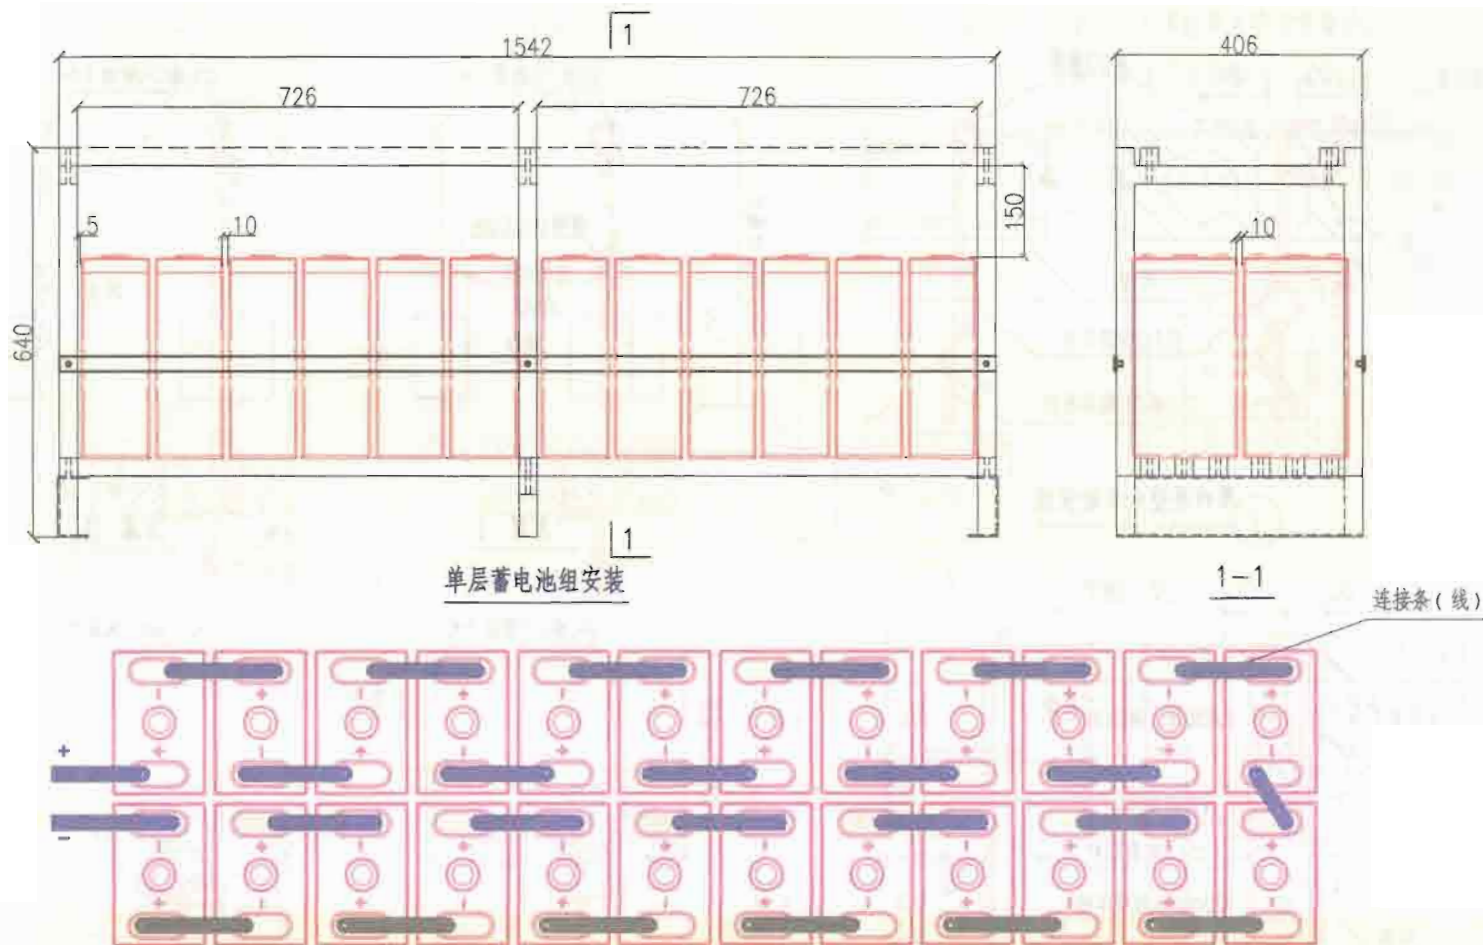 1
1542
406
726
726
150
5
10
10
640
1
单层蓄电池组安装
1-1
连接条(线)
- + - + - + - + - + - +
+ - + - + - + - + - + -
+
-
- + - + - + - + - + - +
+ - + - + - + - + - + -